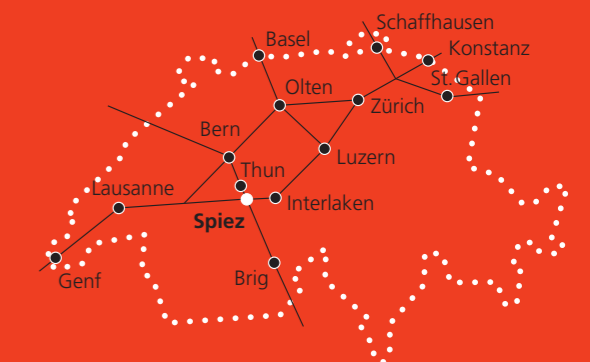 Schaffhausen
Basel
Konstanz
St. Gallen
Olten
Zürich
Bern
Luzern
Thun
Lausanne
Interlaken
Spiez
Brig
Genf